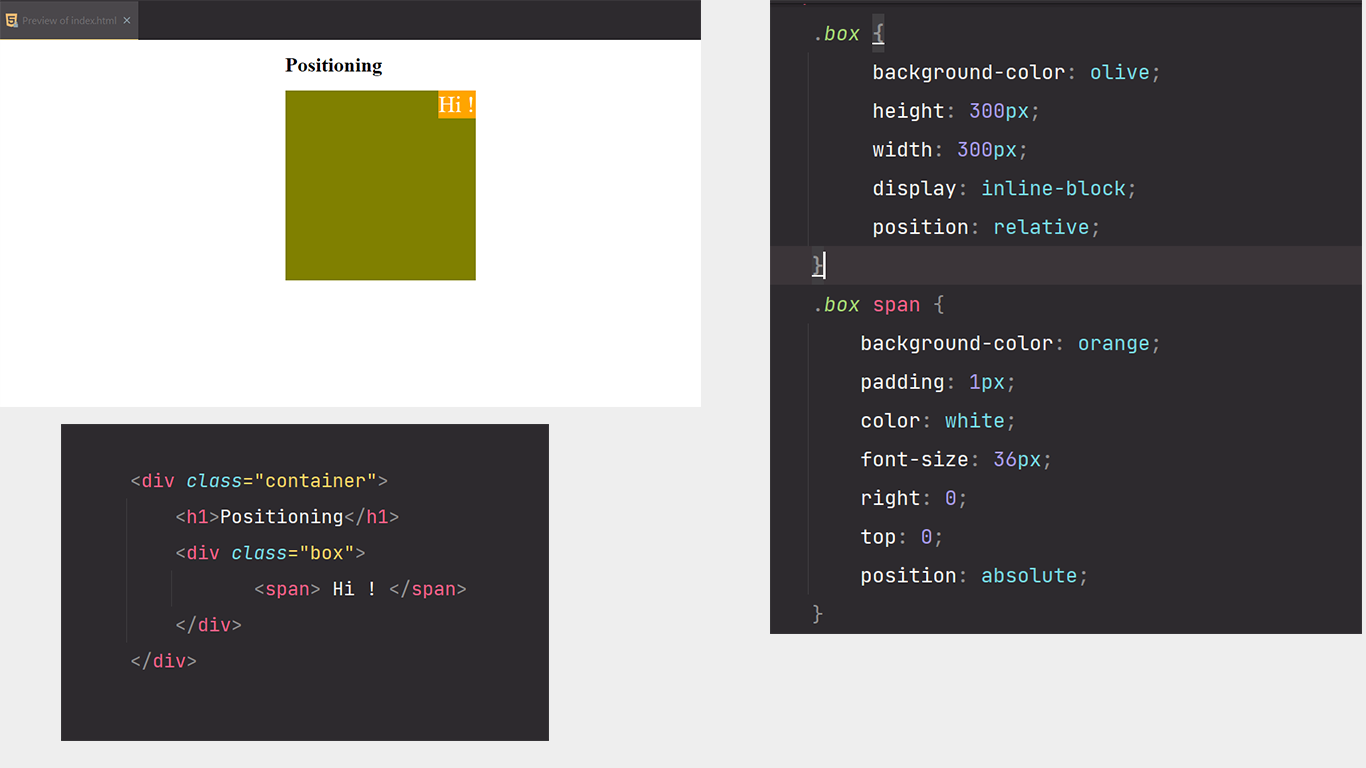 Preview of index.html ×
Positioning
Hi !
<div class="container">
<h1>Positioning</h1>
<div class="box">
<span> Hi ! </span>
</div>
</div>
.box {
background-color: olive;
height: 300px;
width: 300px;
display: inline-block;
position: relative;
}
.box span {
background-color: orange;
padding: 1px;
color: white;
font-size: 36px;
right: 0;
top: 0;
position: absolute;
}